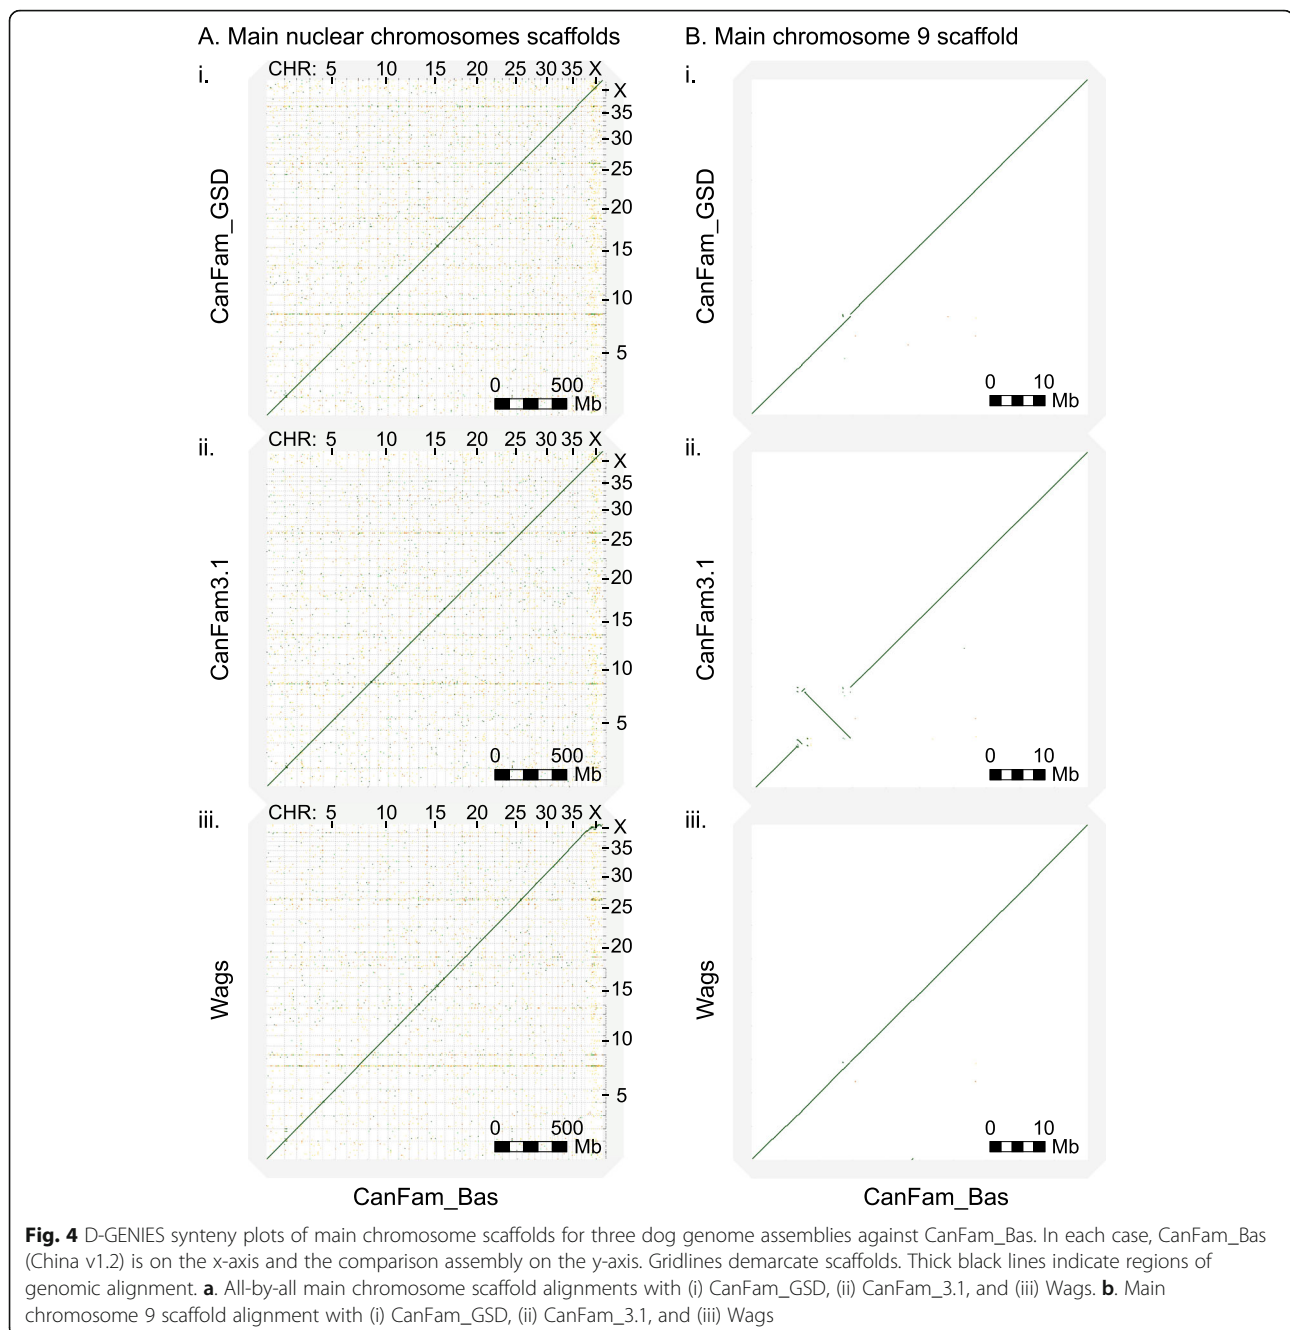 A. Main nuclear chromosomes scaffolds
B. Main chromosome 9 scaffold
i.
CHR: 5 10 15 20 25 30 35 X
X
35
30
25
20
15
10
5
CanFam_GSD
0 500
Mb
i.
CanFam_GSD
0 10
Mb
ii.
CHR: 5 10 15 20 25 30 35 X
X
35
30
25
20
15
10
5
CanFam3.1
0 500
Mb
ii.
CanFam3.1
0 10
Mb
iii.
CHR: 5 10 15 20 25 30 35 X
X
35
30
25
20
15
10
5
Wags
0 500
Mb
CanFam_Bas
iii.
Wags
0 10
Mb
CanFam_Bas
Fig. 4 D-GENIES synteny plots of main chromosome scaffolds for three dog genome assemblies against CanFam_Bas. In each case, CanFam_Bas
(China v1.2) is on the x-axis and the comparison assembly on the y-axis. Gridlines demarcate scaffolds. Thick black lines indicate regions of
genomic alignment. a. All-by-all main chromosome scaffold alignments with (i) CanFam_GSD, (ii) CanFam_3.1, and (iii) Wags. b. Main
chromosome 9 scaffold alignment with (i) CanFam_GSD, (ii) CanFam_3.1, and (iii) Wags